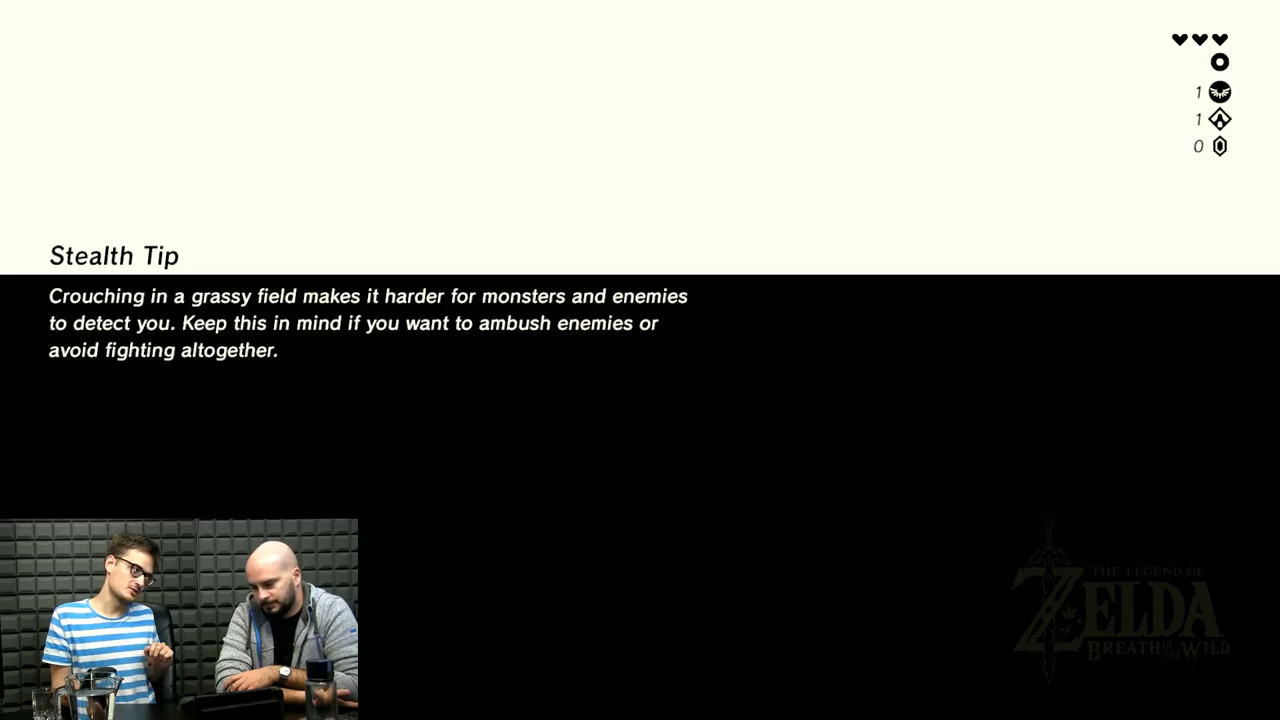 1
1
0
Stealth Tip
Crouching in a grassy field makes it harder for monsters and enemies
to detect you. Keep this in mind if you want to ambush enemies or
avoid fighting altogether.
THE LEGEND OF
ZELDA
BREATH OF THE WILD